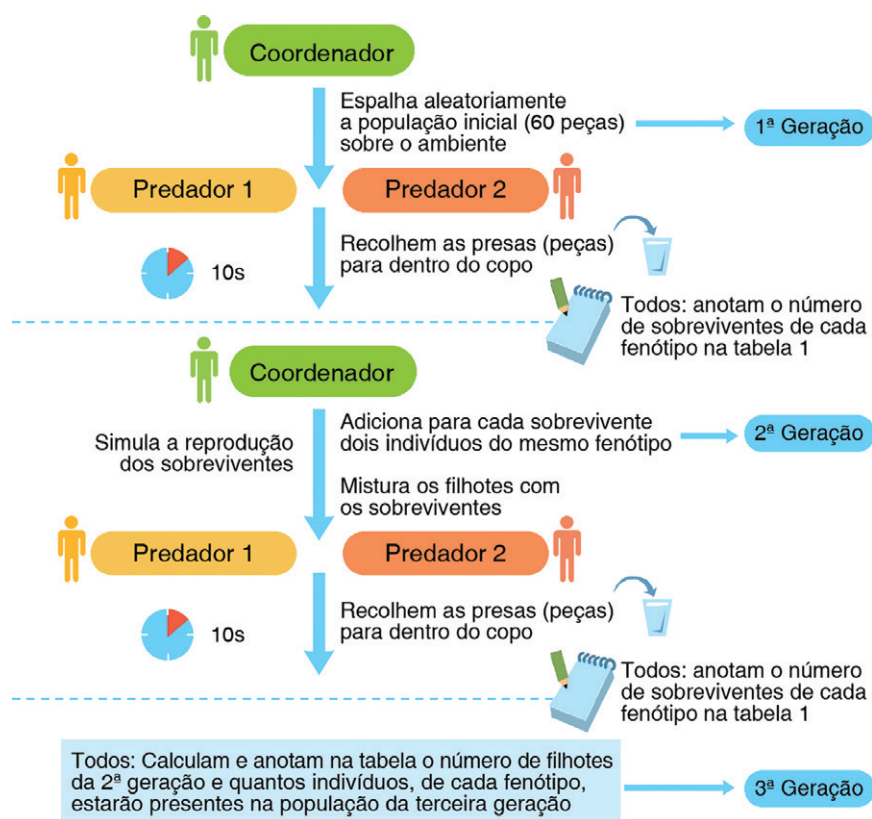 Coordenador
Espalha aleatoriamente
a população inicial (60 peças)
sobre o ambiente
1ª Geração
Predador 1
Predador 2
10s
Recolhem as presas (peças)
para dentro do copo
Todos: anotam o número
de sobreviventes de cada
fenótipo na tabela 1
Coordenador
Simula a reprodução
dos sobreviventes
Adiciona para cada sobrevivente
dois indivíduos do mesmo fenótipo
2ª Geração
Mistura os filhotes com
os sobreviventes
Predador 1
Predador 2
10s
Recolhem as presas (peças)
para dentro do copo
Todos: anotam o número
de sobreviventes de cada
fenótipo na tabela 1
Todos: Calculam e anotam na tabela o número de filhotes
da 2ª geração e quantos indivíduos, de cada fenótipo,
estarão presentes na população da terceira geração
3ª Geração